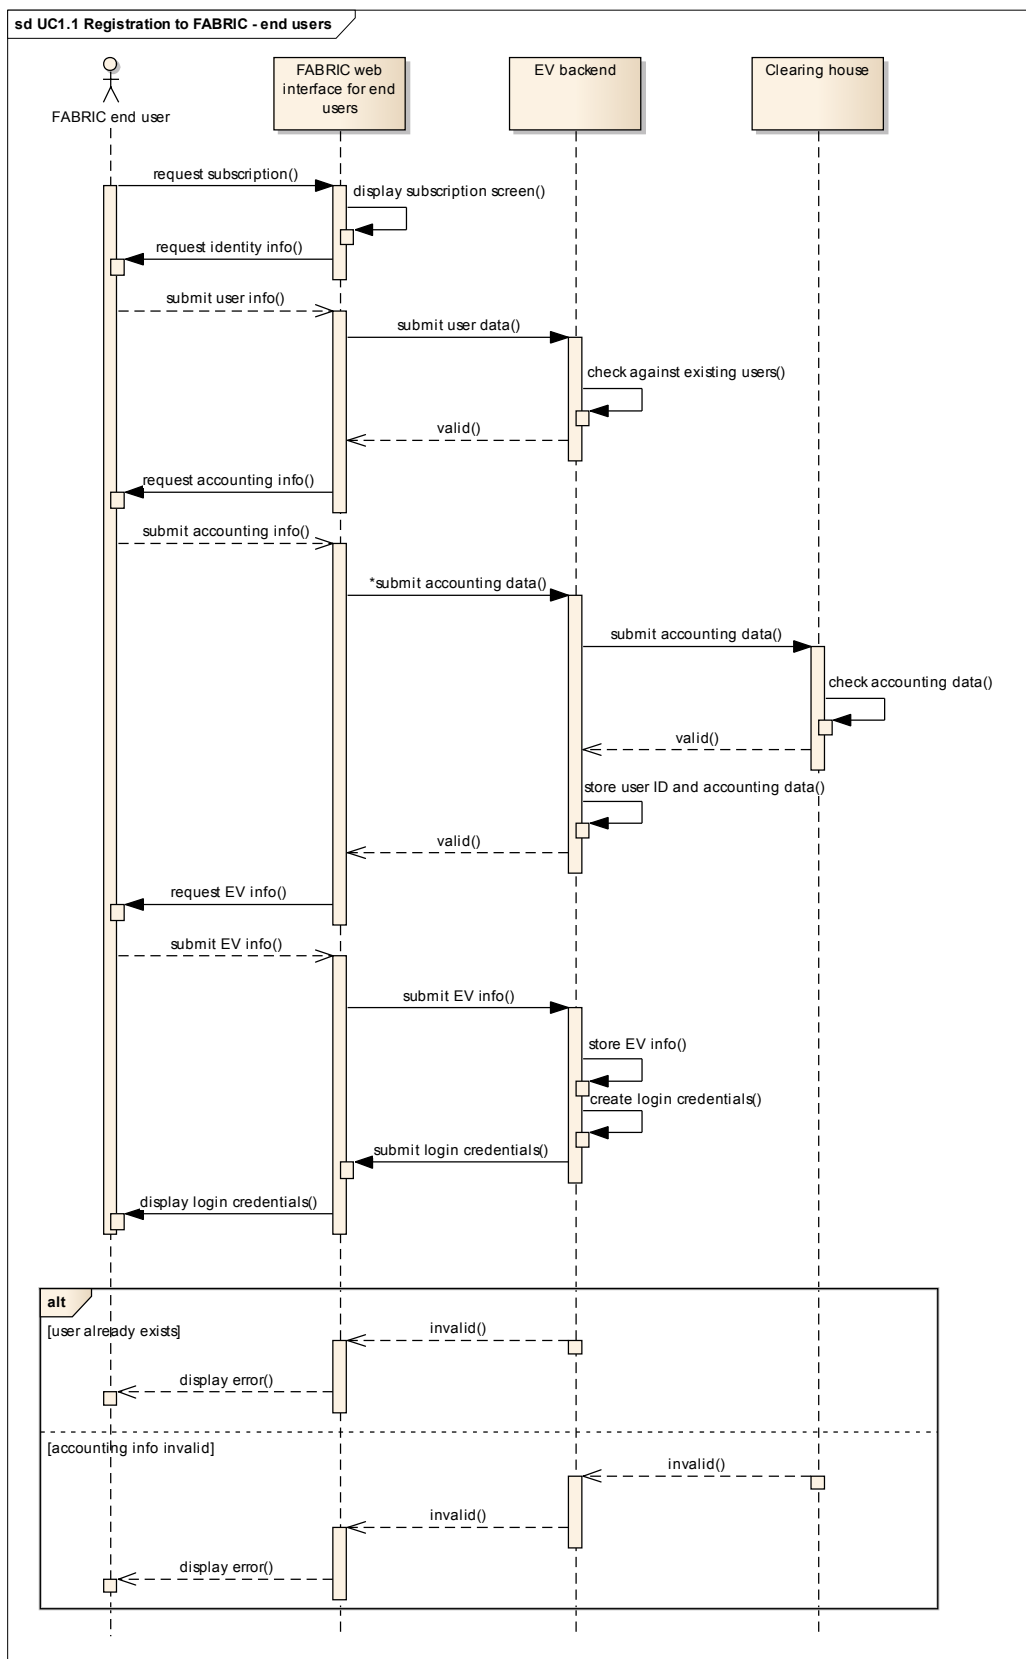 sd UC1.1 Registration to FABRIC - end users
FABRIC end user
FABRIC web
interface for end
users
EV backend
Clearing house
request subscription()
display subscription screen()
request identity info()
submit user info()
submit user data()
check against existing users()
valid()
request accounting info()
submit accounting info()
*submit accounting data()
submit accounting data()
check accounting data()
valid()
store user ID and accounting data()
valid()
request EV info()
submit EV info()
submit EV info()
store EV info()
create login credentials()
submit login credentials()
display login credentials()
alt
[user already exists]
invalid()
display error()
[accounting info invalid]
invalid()
invalid()
display error()